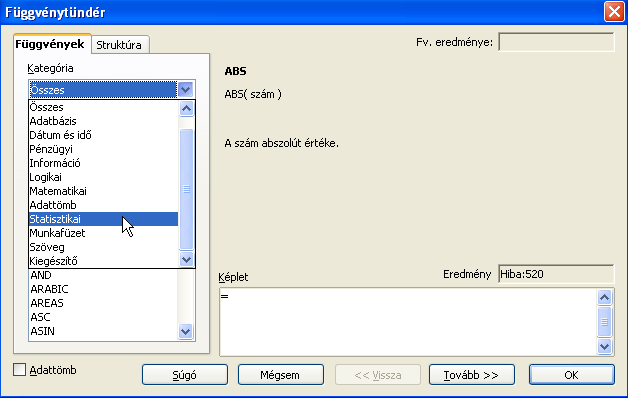 Függvénytündér
Függvények
Struktúra
Fv. eredménye:
Kategória
Összes
Összes
Adatbázis
Dátum és idő
Pénzügyi
Információ
Logikai
Matematikai
Adattömb
Statisztikai
Munkafüzet
Szöveg
Kiegészítő
AND
ARABIC
AREAS
ASC
ASIN
ABS
ABS( szám )
A szám abszolút értéke.
Képlet
Eredmény
Hiba:520
=
Adattömb
Súgó
Mégsem
<< Vissza
Tovább >>
OK